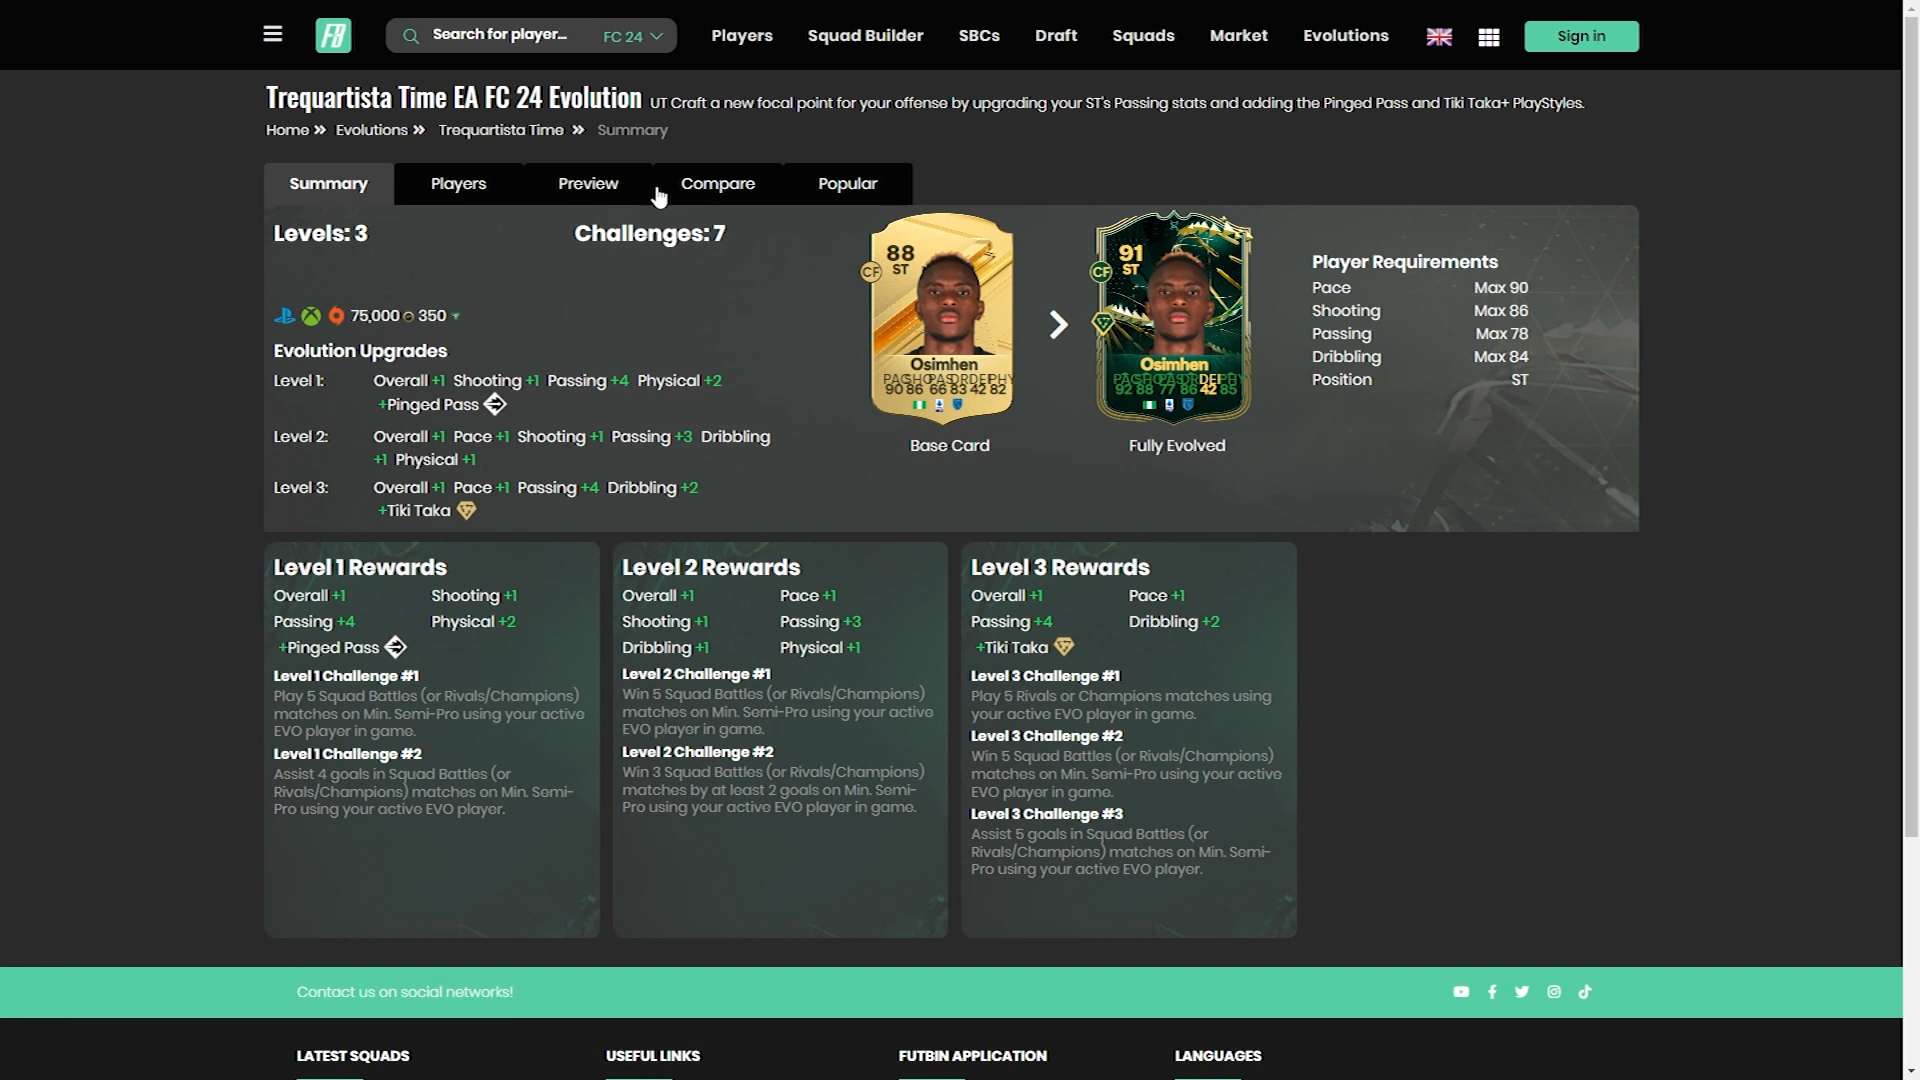 FB
Search for player...
FC 24
Players
Squad Builder
SBCs
Draft
Squads
Market
Evolutions
Sign in
Trequartista Time EA FC 24 Evolution UT Craft a new focal point for your offense by upgrading your ST's Passing stats and adding the Pinged Pass and Tiki Taka+ PlayStyles.
Home » Evolutions » Trequartista Time » Summary
Summary
Players
Preview
Compare
Popular
Levels: 3
Challenges: 7
75,000 350
Evolution Upgrades
Level 1: Overall +1 Shooting +1 Passing +4 Physical +2
+Pinged Pass
Level 2: Overall +1 Pace +1 Shooting +1 Passing +3 Dribbling
+1 Physical +1
Level 3: Overall +1 Pace +1 Passing +4 Dribbling +2
+Tiki Taka
88
ST
CF
Osimhen
PAC SHO PAS DRI DEF PHY
90 86 66 83 42 82
Base Card
91
ST
CF
Osimhen
PAC SHO PAS DRI DEF PHY
92 88 77 86 42 85
Fully Evolved
Player Requirements
Pace Max 90
Shooting Max 86
Passing Max 78
Dribbling Max 84
Position ST
Level 1 Rewards
Overall +1 Shooting +1
Passing +4 Physical +2
+Pinged Pass
Level 1 Challenge #1
Play 5 Squad Battles (or Rivals/Champions)
matches on Min. Semi-Pro using your active
EVO player in game.
Level 1 Challenge #2
Assist 4 goals in Squad Battles (or
Rivals/Champions) matches on Min. Semi-
Pro using your active EVO player.
Level 2 Rewards
Overall +1 Pace +1
Shooting +1 Passing +3
Dribbling +1 Physical +1
Level 2 Challenge #1
Win 5 Squad Battles (or Rivals/Champions)
matches on Min. Semi-Pro using your active
EVO player in game.
Level 2 Challenge #2
Win 3 Squad Battles (or Rivals/Champions)
matches by at least 2 goals on Min. Semi-
Pro using your active EVO player in game.
Level 3 Rewards
Overall +1 Pace +1
Passing +4 Dribbling +2
+Tiki Taka
Level 3 Challenge #1
Play 5 Rivals or Champions matches using
your active EVO player in game.
Level 3 Challenge #2
Win 5 Squad Battles (or Rivals/Champions)
matches on Min. Semi-Pro using your active
EVO player in game.
Level 3 Challenge #3
Assist 5 goals in Squad Battles (or
Rivals/Champions) matches on Min. Semi-
Pro using your active EVO player.
Contact us on social networks!
LATEST SQUADS
USEFUL LINKS
FUTBIN APPLICATION
LANGUAGES